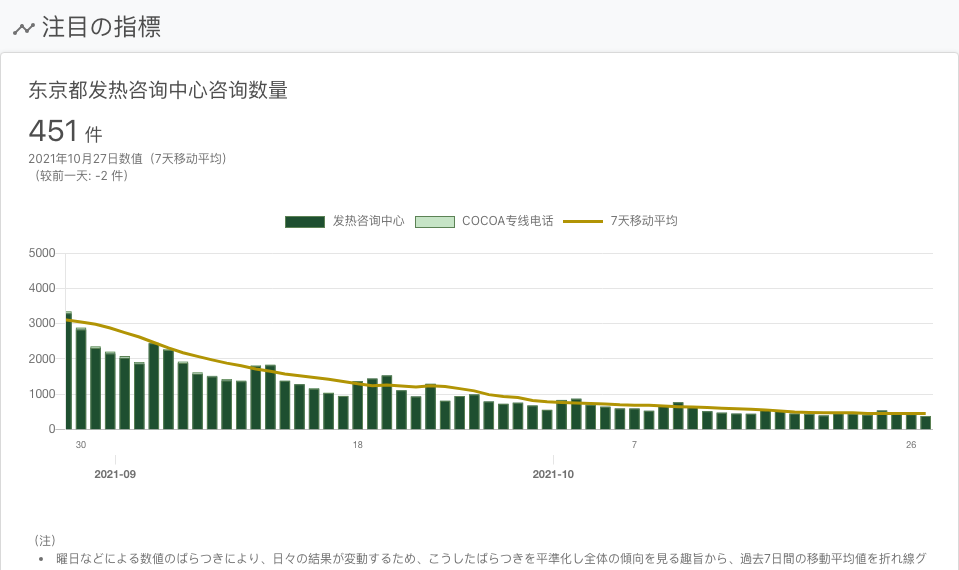 注目の指標
东京都发热咨询中心咨询数量
451 件
2021年10月27日数值（7天移动平均）
（较前一天: -2 件）
发热咨询中心 COCOA专线电话 7天移动平均
5000
4000
3000
2000
1000
0
30 18 7 26
2021-09 2021-10
（注）
• 曜日などによる数値のばらつきにより、日々の結果が変動するため、こうしたばらつきを平準化し全体の傾向を見る趣旨から、過去7日間の移動平均値を折れ線グ